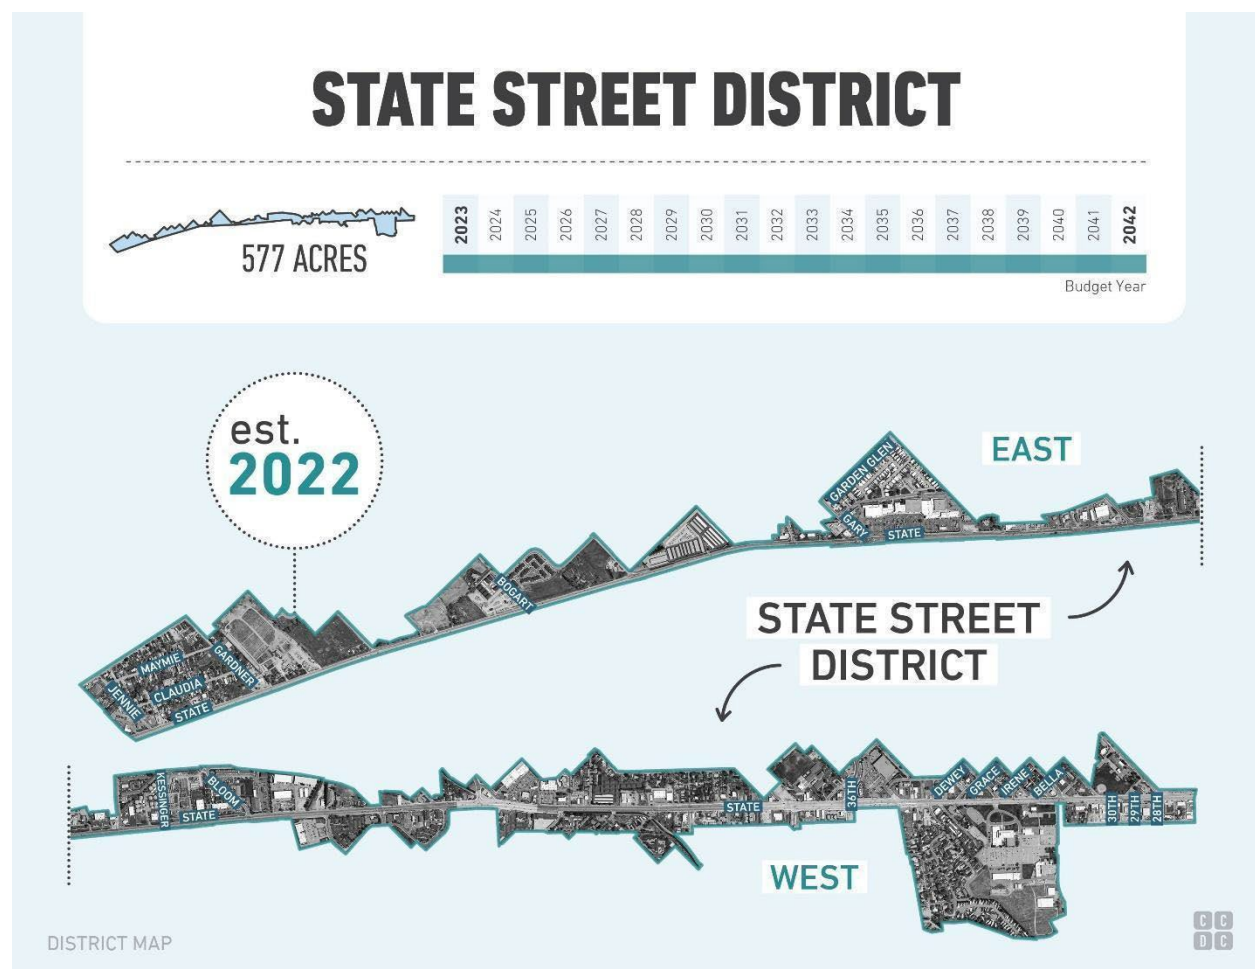 STATE STREET DISTRICT
577 ACRES
2023 2024 2025 2026 2027 2028 2029 2030 2031 2032 2033 2034 2035 2036 2037 2038 2039 2040 2041 2042
Budget Year
est.
2022
EAST
GARDEN GLEN
GARY
STATE
BOGART
STATE STREET
DISTRICT
MAYMIE
GARDNER
JENNIE
CLAUDIA
STATE
KESSINGER
BLOOM
STATE
STATE
36TH
DEWEY
GRACE
IRENE
BELLA
30TH
29TH
28TH
WEST
DISTRICT MAP
CC
DC